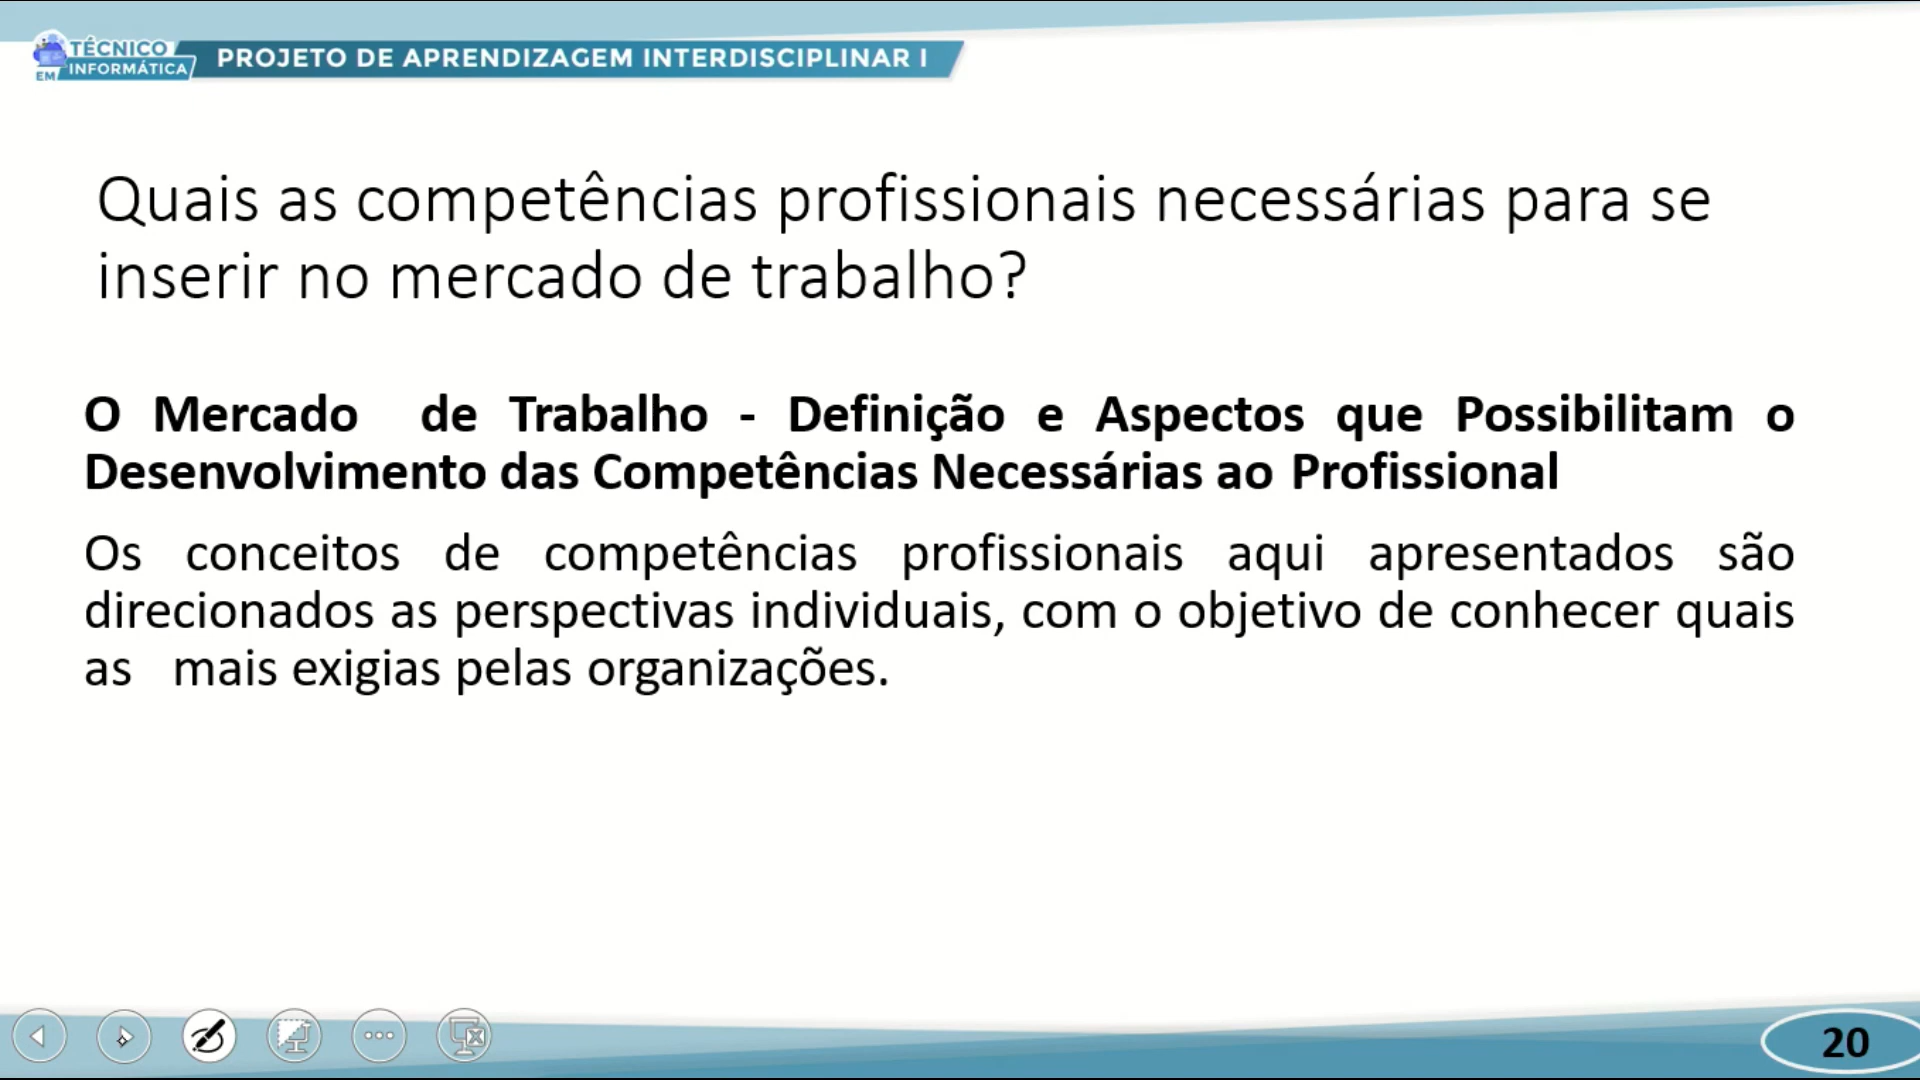 TÉCNICO
EM INFORMÁTICA
PROJETO DE APRENDIZAGEM INTERDISCIPLINAR I
Quais as competências profissionais necessárias para se
inserir no mercado de trabalho?
O Mercado de Trabalho - Definição e Aspectos que Possibilitam o
Desenvolvimento das Competências Necessárias ao Profissional
Os conceitos de competências profissionais aqui apresentados são
direcionados as perspectivas individuais, com o objetivo de conhecer quais
as mais exigias pelas organizações.
20